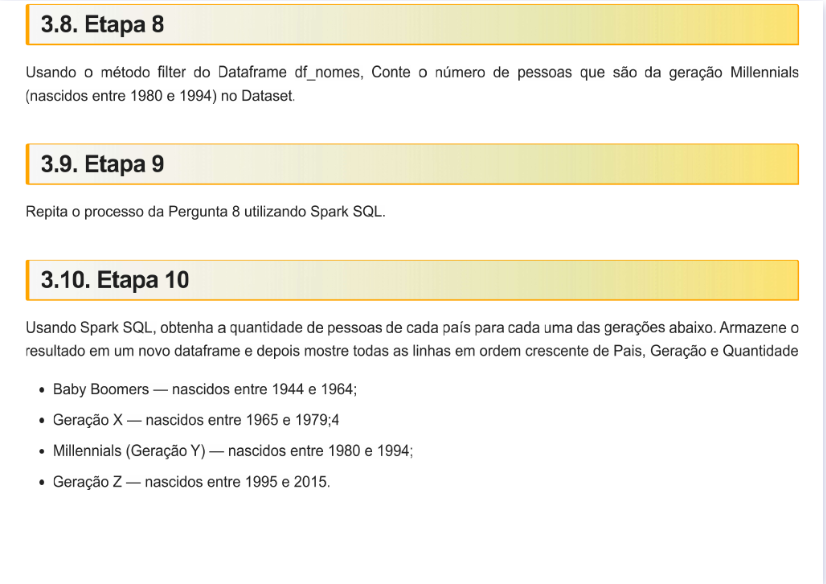 3.8. Etapa 8
Usando o método filter do Dataframe df_nomes, Conte o número de pessoas que são da geração Millennials
(nascidos entre 1980 e 1994) no Dataset.
3.9. Etapa 9
Repita o processo da Pergunta 8 utilizando Spark SQL.
3.10. Etapa 10
Usando Spark SQL, obtenha a quantidade de pessoas de cada país para cada uma das gerações abaixo. Armazene o
resultado em um novo dataframe e depois mostre todas as linhas em ordem crescente de Pais, Geração e Quantidade
• Baby Boomers — nascidos entre 1944 e 1964;
• Geração X — nascidos entre 1965 e 1979;4
• Millennials (Geração Y) — nascidos entre 1980 e 1994;
• Geração Z — nascidos entre 1995 e 2015.